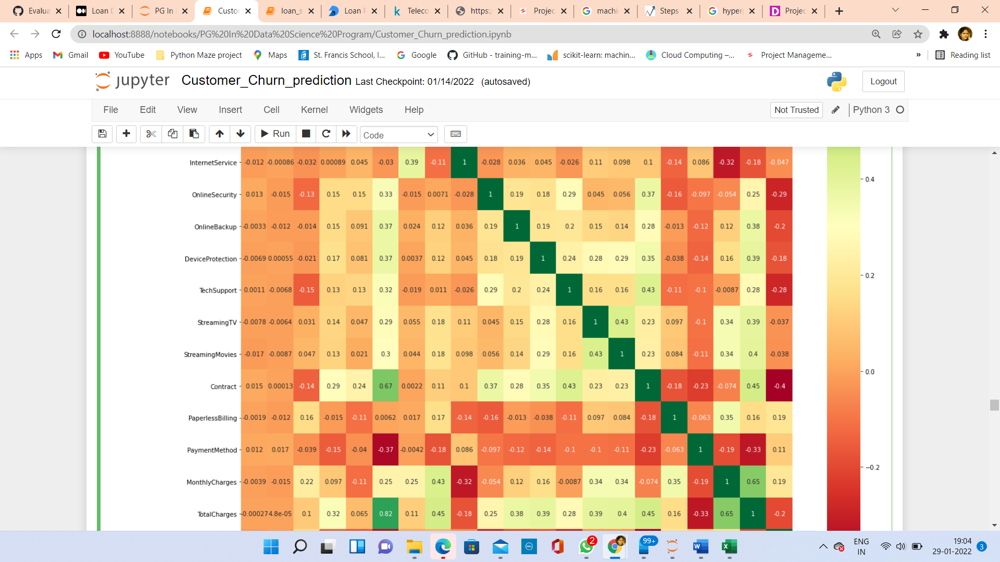 Evalua
Loan D
PG In
Custo
loan_s
Loan P
Teleco
https:/
Projec
machi
Steps
hyper
Projec
localhost:8888/notebooks/PG%20In%20Data%20Science%20Program/Customer_Churn_prediction.ipynb
Apps Gmail YouTube Python Maze project Maps St. Francis School, I... Google GitHub - training-m... scikit-learn: machin... Cloud Computing –... Project Manageme... » Reading list
jupyter Customer_Churn_prediction Last Checkpoint: 01/14/2022 (autosaved) Logout
File Edit View Insert Cell Kernel Widgets Help Not Trusted Python 3
Run Code
InternetService -0.012 -0.00086 -0.032 0.00089 0.045 -0.03 0.39 -0.11 1 -0.028 0.036 0.045 -0.026 0.11 0.098 0.1 -0.14 0.086 -0.32 -0.18 -0.047
0.4
OnlineSecurity 0.013 -0.015 -0.13 0.15 0.15 0.33 -0.015 0.0071 -0.028 1 0.19 0.18 0.29 0.045 0.056 0.37 -0.16 -0.097 -0.054 0.25 -0.29
OnlineBackup -0.0033 -0.012 -0.014 0.15 0.091 0.37 0.024 0.12 0.036 0.19 1 0.19 0.2 0.15 0.14 0.28 -0.013 -0.12 0.12 0.38 -0.2
DeviceProtection -0.0069 0.00055 -0.021 0.17 0.081 0.37 0.0037 0.12 0.045 0.18 0.19 1 0.24 0.28 0.29 0.35 -0.038 -0.14 0.16 0.39 -0.18
0.2
TechSupport 0.0011 -0.0068 -0.15 0.13 0.13 0.32 -0.019 0.011 -0.026 0.29 0.2 0.24 1 0.16 0.16 0.43 -0.11 -0.1 -0.0087 0.28 -0.28
StreamingTV -0.0078 -0.0064 0.031 0.14 0.047 0.29 0.055 0.18 0.11 0.045 0.15 0.28 0.16 1 0.43 0.23 0.097 -0.1 0.34 0.39 -0.037
StreamingMovies -0.017 -0.0087 0.047 0.13 0.021 0.3 0.044 0.18 0.098 0.056 0.14 0.29 0.16 0.43 1 0.23 0.084 -0.11 0.34 0.4 -0.038
0.0
Contract 0.015 0.00013 -0.14 0.29 0.24 0.67 0.0022 0.11 0.1 0.37 0.28 0.35 0.43 0.23 0.23 1 -0.18 -0.23 -0.074 0.45 -0.4
PaperlessBilling -0.0019 -0.012 0.16 -0.015 -0.11 0.0062 0.017 0.17 -0.14 -0.16 -0.013 -0.038 -0.11 0.097 0.084 -0.18 1 -0.063 0.35 0.16 0.19
PaymentMethod 0.012 0.017 -0.039 -0.15 -0.04 -0.37 -0.0042 -0.18 0.086 -0.097 -0.12 -0.14 -0.1 -0.1 -0.11 -0.23 -0.063 1 -0.19 -0.33 0.11
−0.2
MonthlyCharges -0.0039 -0.015 0.22 0.097 -0.11 0.25 0.25 0.43 -0.32 -0.054 0.12 0.16 -0.0087 0.34 0.34 -0.074 0.35 -0.19 1 0.65 0.19
TotalCharges -0.00027 4.8e-05 0.1 0.32 0.065 0.82 0.11 0.45 -0.18 0.25 0.38 0.39 0.28 0.39 0.4 0.45 0.16 -0.33 0.65 1 -0.2
2
99+
ENG
IN
19:04
29-01-2022
3